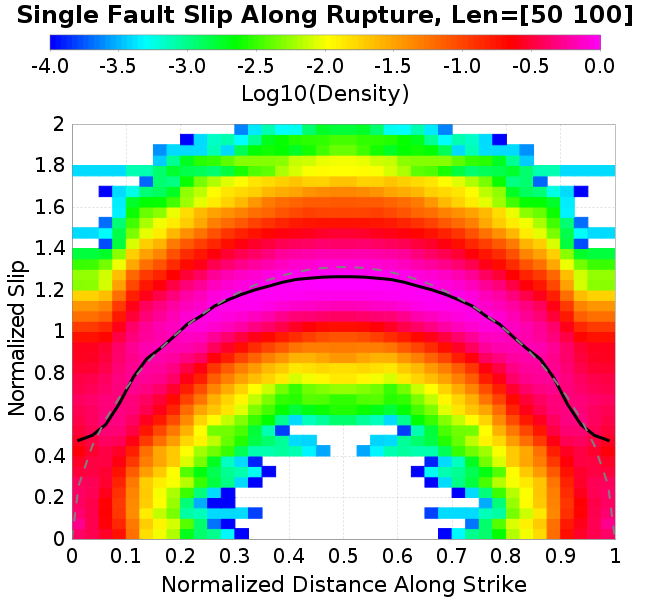 Single Fault Slip Along Rupture, Len=[50 100]
-4.0 -3.5 -3.0 -2.5 -2.0 -1.5 -1.0 -0.5 0.0
Log10(Density)
2
1.8
1.6
1.4
1.2
1
0.8
0.6
0.4
0.2
0
Normalized Slip
0 0.1 0.2 0.3 0.4 0.5 0.6 0.7 0.8 0.9 1
Normalized Distance Along Strike